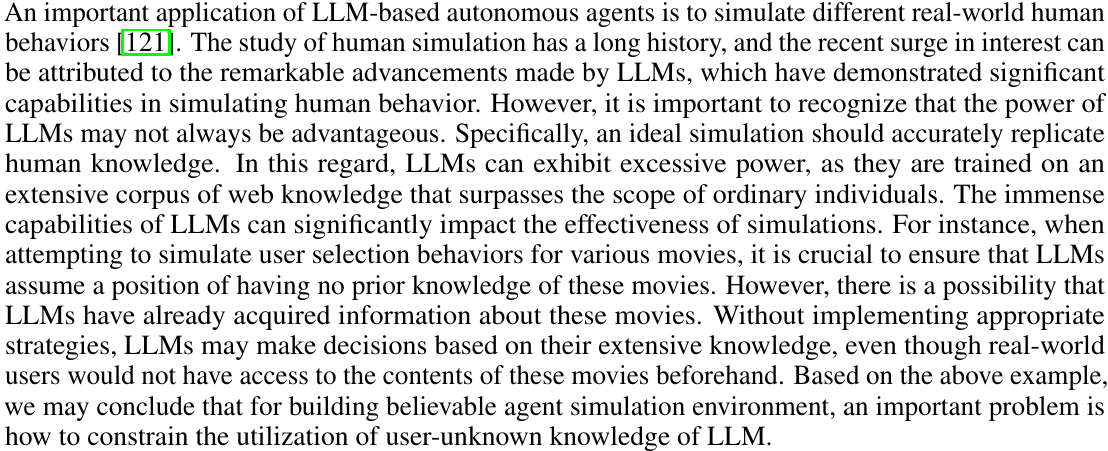 An important application of LLM-based autonomous agents is to simulate different real-world human
behaviors [121]. The study of human simulation has a long history, and the recent surge in interest can
be attributed to the remarkable advancements made by LLMs, which have demonstrated significant
capabilities in simulating human behavior. However, it is important to recognize that the power of
LLMs may not always be advantageous. Specifically, an ideal simulation should accurately replicate
human knowledge. In this regard, LLMs can exhibit excessive power, as they are trained on an
extensive corpus of web knowledge that surpasses the scope of ordinary individuals. The immense
capabilities of LLMs can significantly impact the effectiveness of simulations. For instance, when
attempting to simulate user selection behaviors for various movies, it is crucial to ensure that LLMs
assume a position of having no prior knowledge of these movies. However, there is a possibility that
LLMs have already acquired information about these movies. Without implementing appropriate
strategies, LLMs may make decisions based on their extensive knowledge, even though real-world
users would not have access to the contents of these movies beforehand. Based on the above example,
we may conclude that for building believable agent simulation environment, an important problem is
how to constrain the utilization of user-unknown knowledge of LLM.